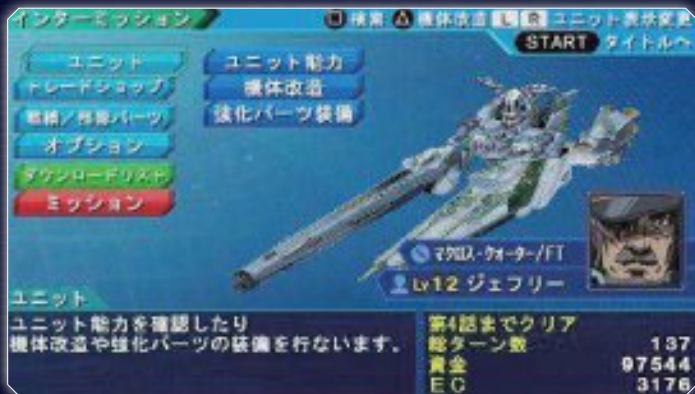 インターミッション
□ 検索 △ 機体改造 L R ユニット表示変更
START タイトルへ
ユニット
トレードショップ
戦績/移譲パーツ
オプション
ダウンロードリスト
ミッション
ユニット能力
機体改造
強化パーツ装備
マクロス・クォーター/FT
Lv12 ジェフリー
ユニット
ユニット能力を確認したり
機体改造や強化パーツの装備を行ないます。
第4話までクリア
総ターン数 137
資金 97544
EC 3176